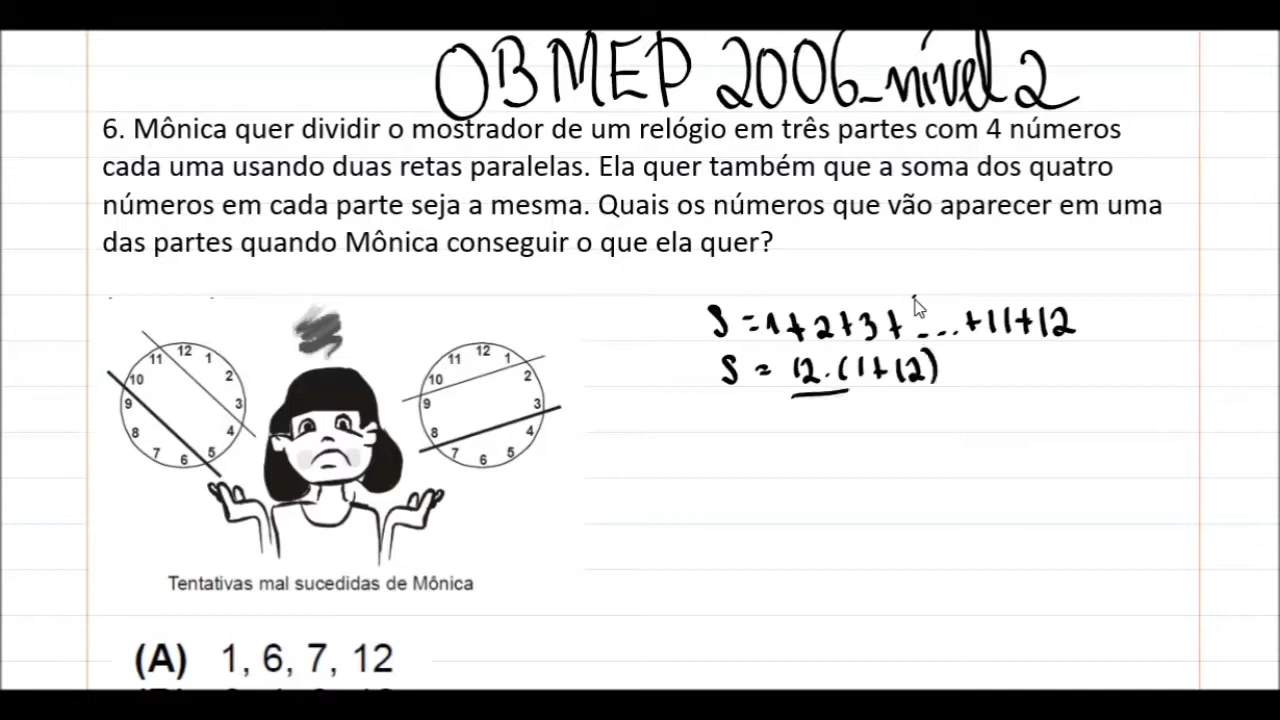 OBMEP 2006_nível 2
6. Mônica quer dividir o mostrador de um relógio em três partes com 4 números
cada uma usando duas retas paralelas. Ela quer também que a soma dos quatro
números em cada parte seja a mesma. Quais os números que vão aparecer em uma
das partes quando Mônica conseguir o que ela quer?
S = 1 + 2 + 3 + .... + 11 + 12
S = 12. (1 + 12)
12 1 2 3 4 5 6 7 8 9 10 11
12 1 2 3 4 5 6 7 8 9 10 11
Tentativas mal sucedidas de Mônica
(A) 1, 6, 7, 12